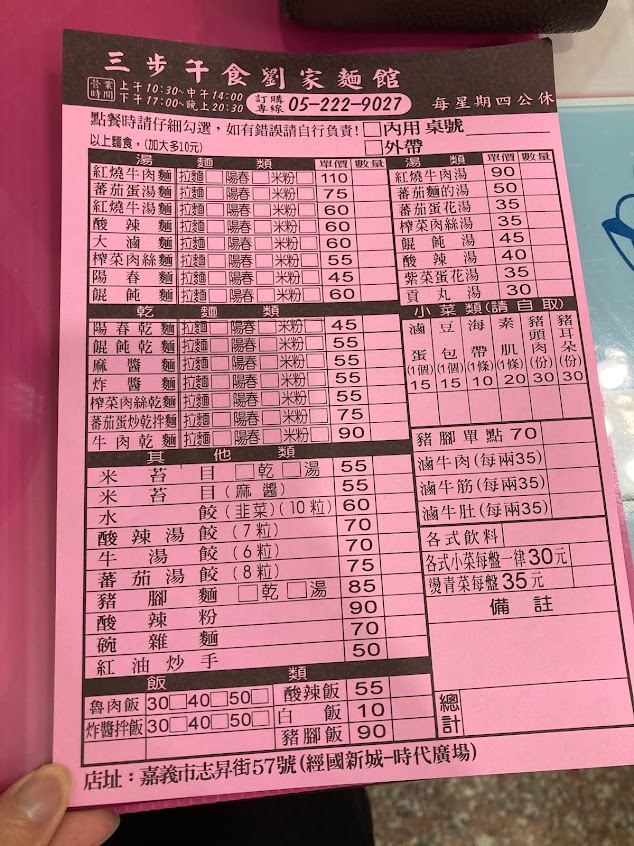 三步午食劉家麵館
營業時間 上午10:30~中午14:00
下午17:00~晚上20:30
訂購專線 05-222-9027
每星期四公休
點餐時請仔細勾選,如有錯誤請自行負責!□內用 桌號
以上麵食,(加大多10元) □外帶
湯麵類 單價 數量
紅燒牛肉麵 拉麵□陽春□米粉□ 110
蕃茄蛋湯麵 拉麵□陽春□米粉□ 75
紅燒牛湯麵 拉麵□陽春□米粉□ 60
酸辣麵 拉麵□陽春□米粉□ 60
大滷麵 拉麵□陽春□米粉□ 60
榨菜肉絲麵 拉麵□陽春□米粉□ 55
陽春麵 拉麵□陽春□米粉□ 45
餛飩麵 拉麵□陽春□米粉□ 60
乾麵類
陽春乾麵 拉麵□陽春□米粉□ 45
餛飩乾麵 拉麵□陽春□米粉□ 55
麻醬麵 拉麵□陽春□米粉□ 55
炸醬麵 拉麵□陽春□米粉□ 55
榨菜肉絲乾麵 拉麵□陽春□米粉□ 55
蕃茄蛋炒乾拌麵 拉麵□陽春□米粉□ 75
牛肉乾麵 拉麵□陽春□米粉□ 90
其他類
米苔目 □乾□湯 55
米苔目(麻醬) 55
水餃(韭菜)(10粒) 60
酸辣湯餃(7粒) 70
牛湯餃(6粒) 70
蕃茄湯餃(8粒) 75
豬腳麵 □乾□湯 85
酸辣粉 90
碗雜麵 70
紅油炒手 50
飯類
魯肉飯 30□40□50□
炸醬拌飯 30□40□50□
酸辣飯 55
白飯 10
豬腳飯 90
湯類 單價 數量
紅燒牛肉湯 90
蕃茄麵的湯 50
蕃茄蛋花湯 35
榨菜肉絲湯 35
餛飩湯 45
酸辣湯 40
紫菜蛋花湯 35
貢丸湯 30
小菜類(請自取)
滷蛋(1個) 15
豆包(1個) 15
海帶(1條) 10
素肌(1條) 20
豬頭肉(份) 30
豬耳朵(份) 30
豬腳單點 70
滷牛肉(每兩35)
滷牛筋(每兩35)
滷牛肚(每兩35)
各式飲料
各式小菜每盤一律30元
燙青菜每盤35元
備註
總計
店址:嘉義市志昇街57號(經國新城-時代廣場)